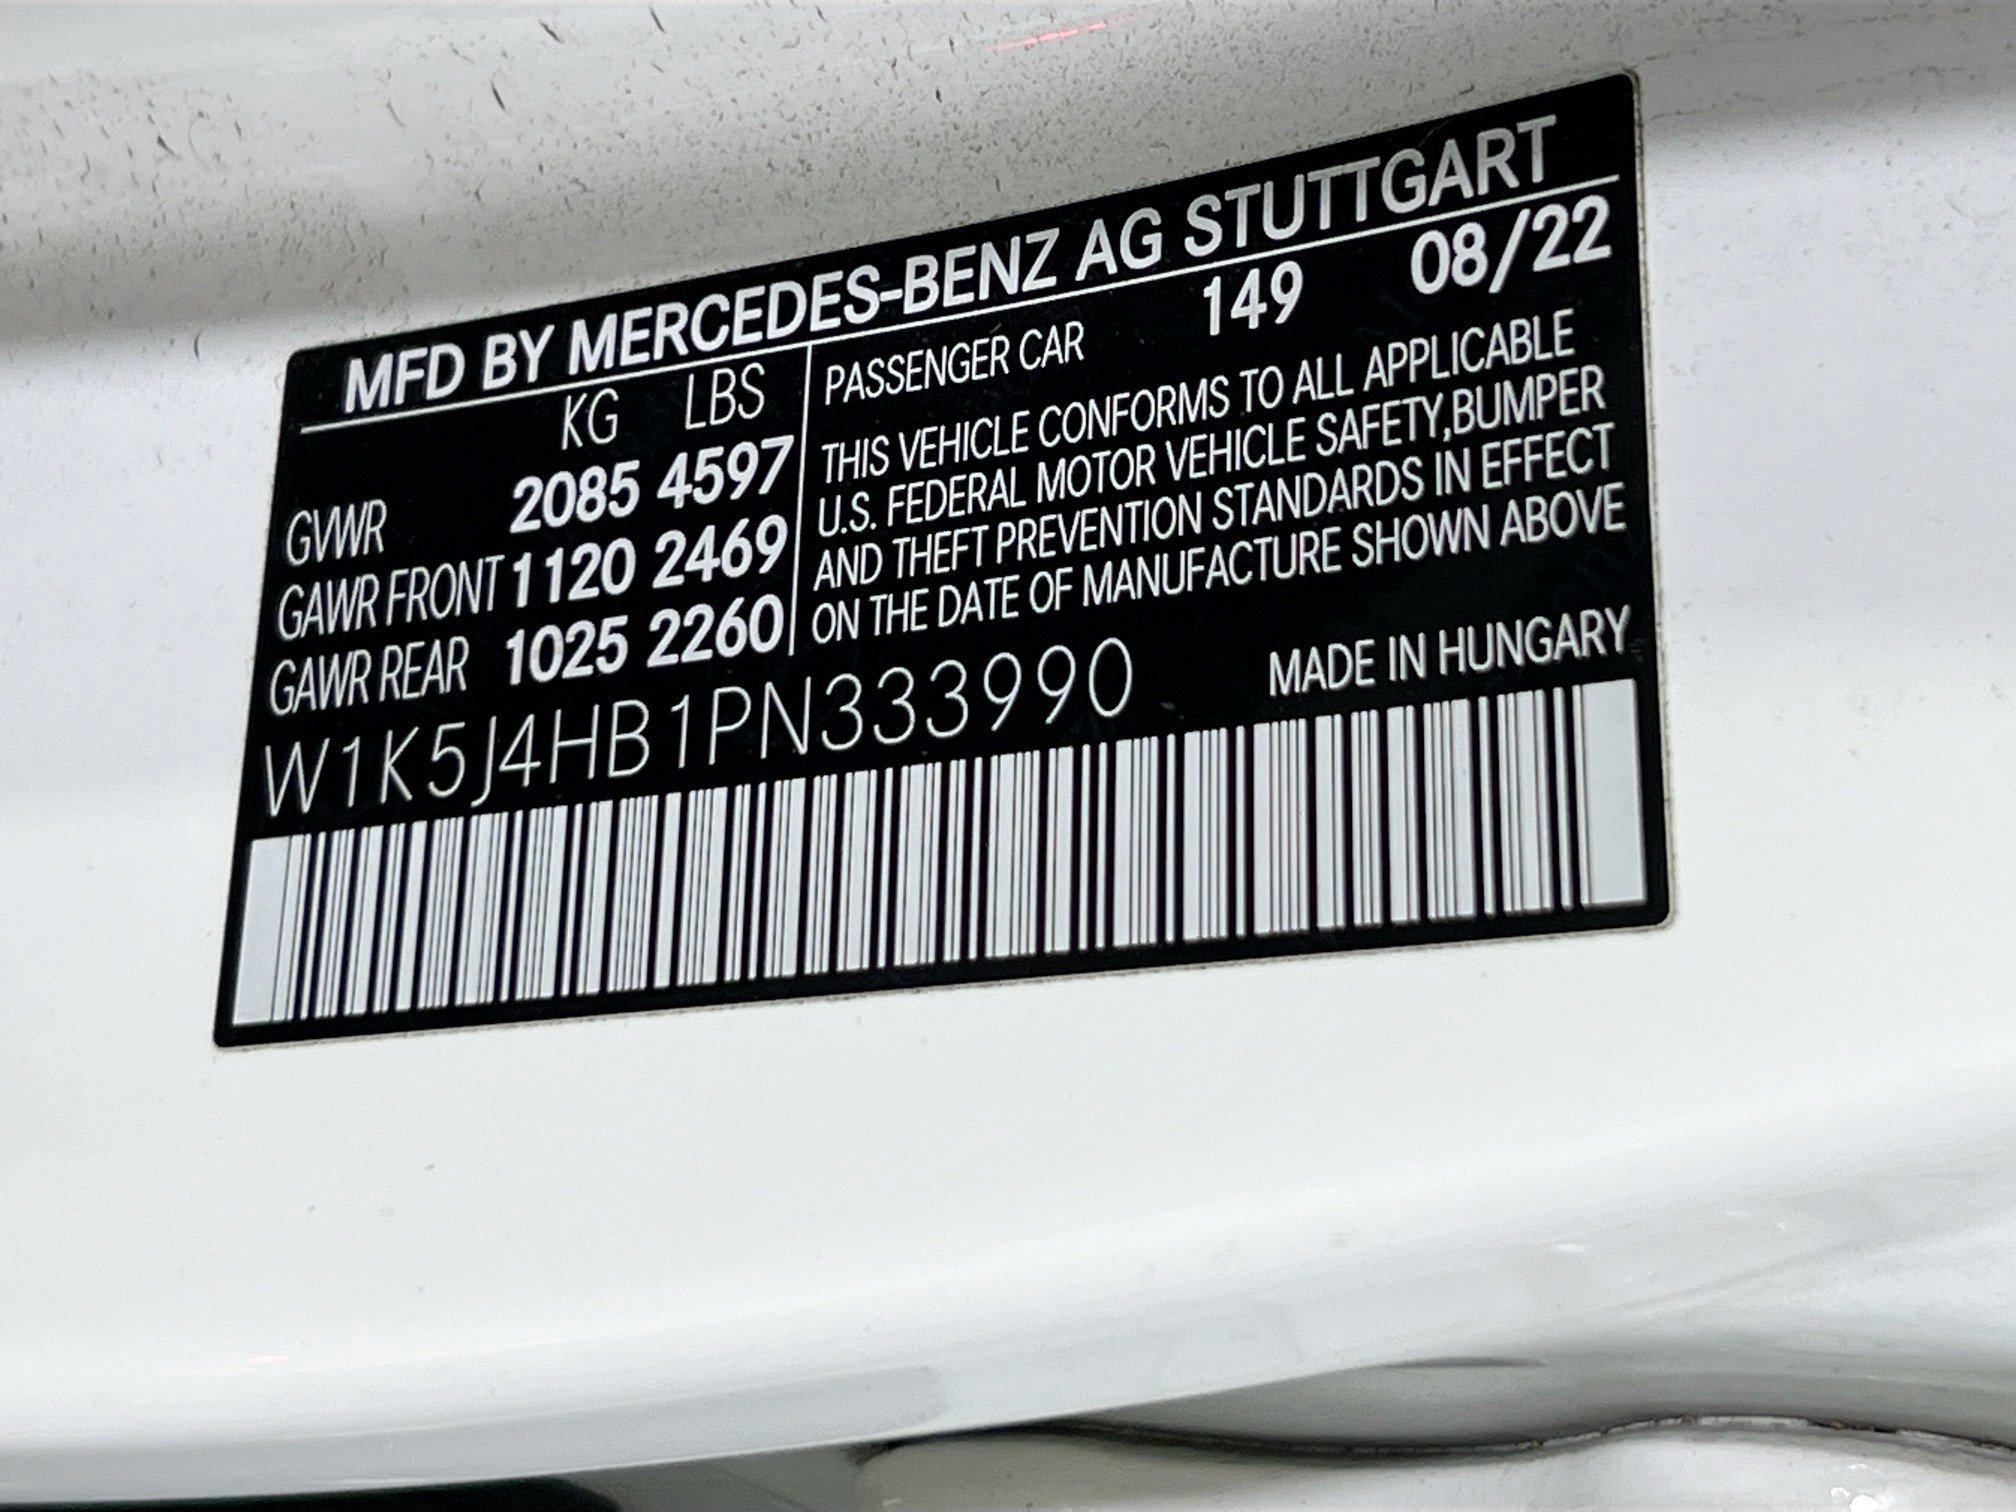 MFD BY MERCEDES-BENZ AG STUTTGART
KG LBS
GVWR 2085 4597
GAWR FRONT 1120 2469
GAWR REAR 1025 2260
PASSENGER CAR 149 08/22
THIS VEHICLE CONFORMS TO ALL APPLICABLE
U.S. FEDERAL MOTOR VEHICLE SAFETY,BUMPER
AND THEFT PREVENTION STANDARDS IN EFFECT
ON THE DATE OF MANUFACTURE SHOWN ABOVE
W1K5J4HB1PN333990
MADE IN HUNGARY